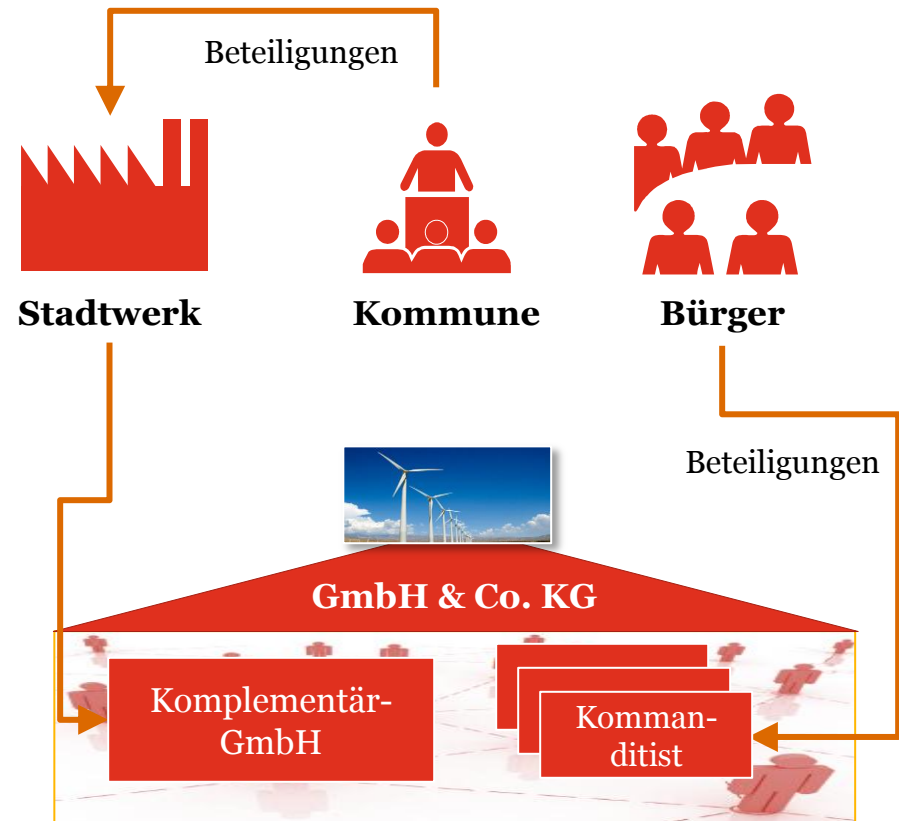 Beteiligungen
Stadtwerk
Kommune
Bürger
Beteiligungen
GmbH & Co. KG
Komplementär-
GmbH
Komman-
ditist